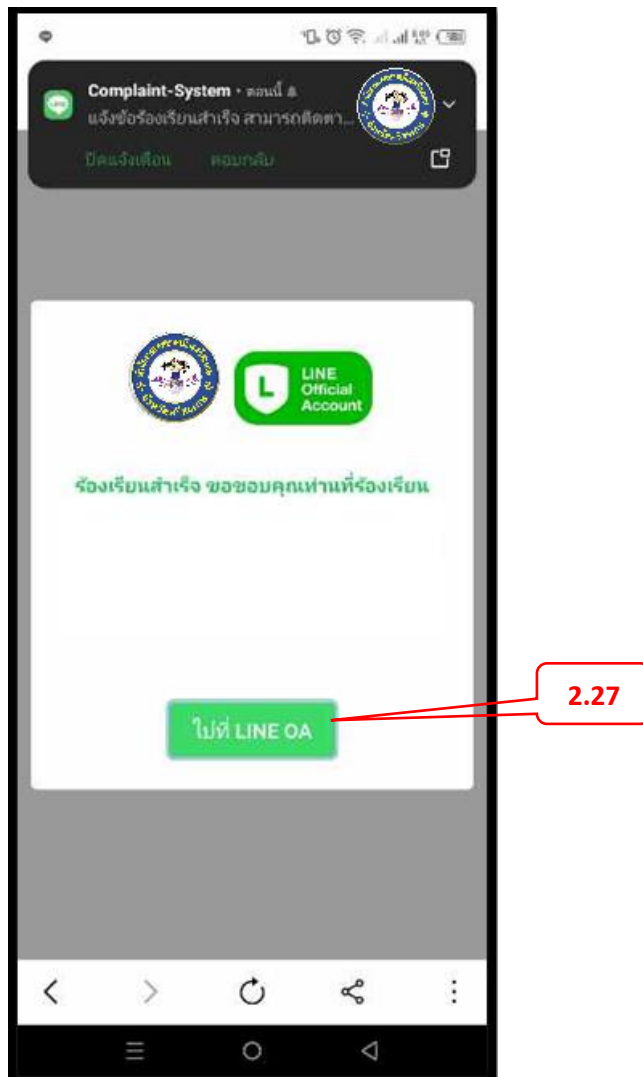 Complaint-System • ตอนนี้
แจ้งข้อร้องเรียนสำเร็จ สามารถติดตา...
ปิดแจ้งเตือน ตอบกลับ
L LINE
Official
Account
ร้องเรียนสำเร็จ ขอขอบคุณท่านที่ร้องเรียน
ไปที่ LINE OA
2.27